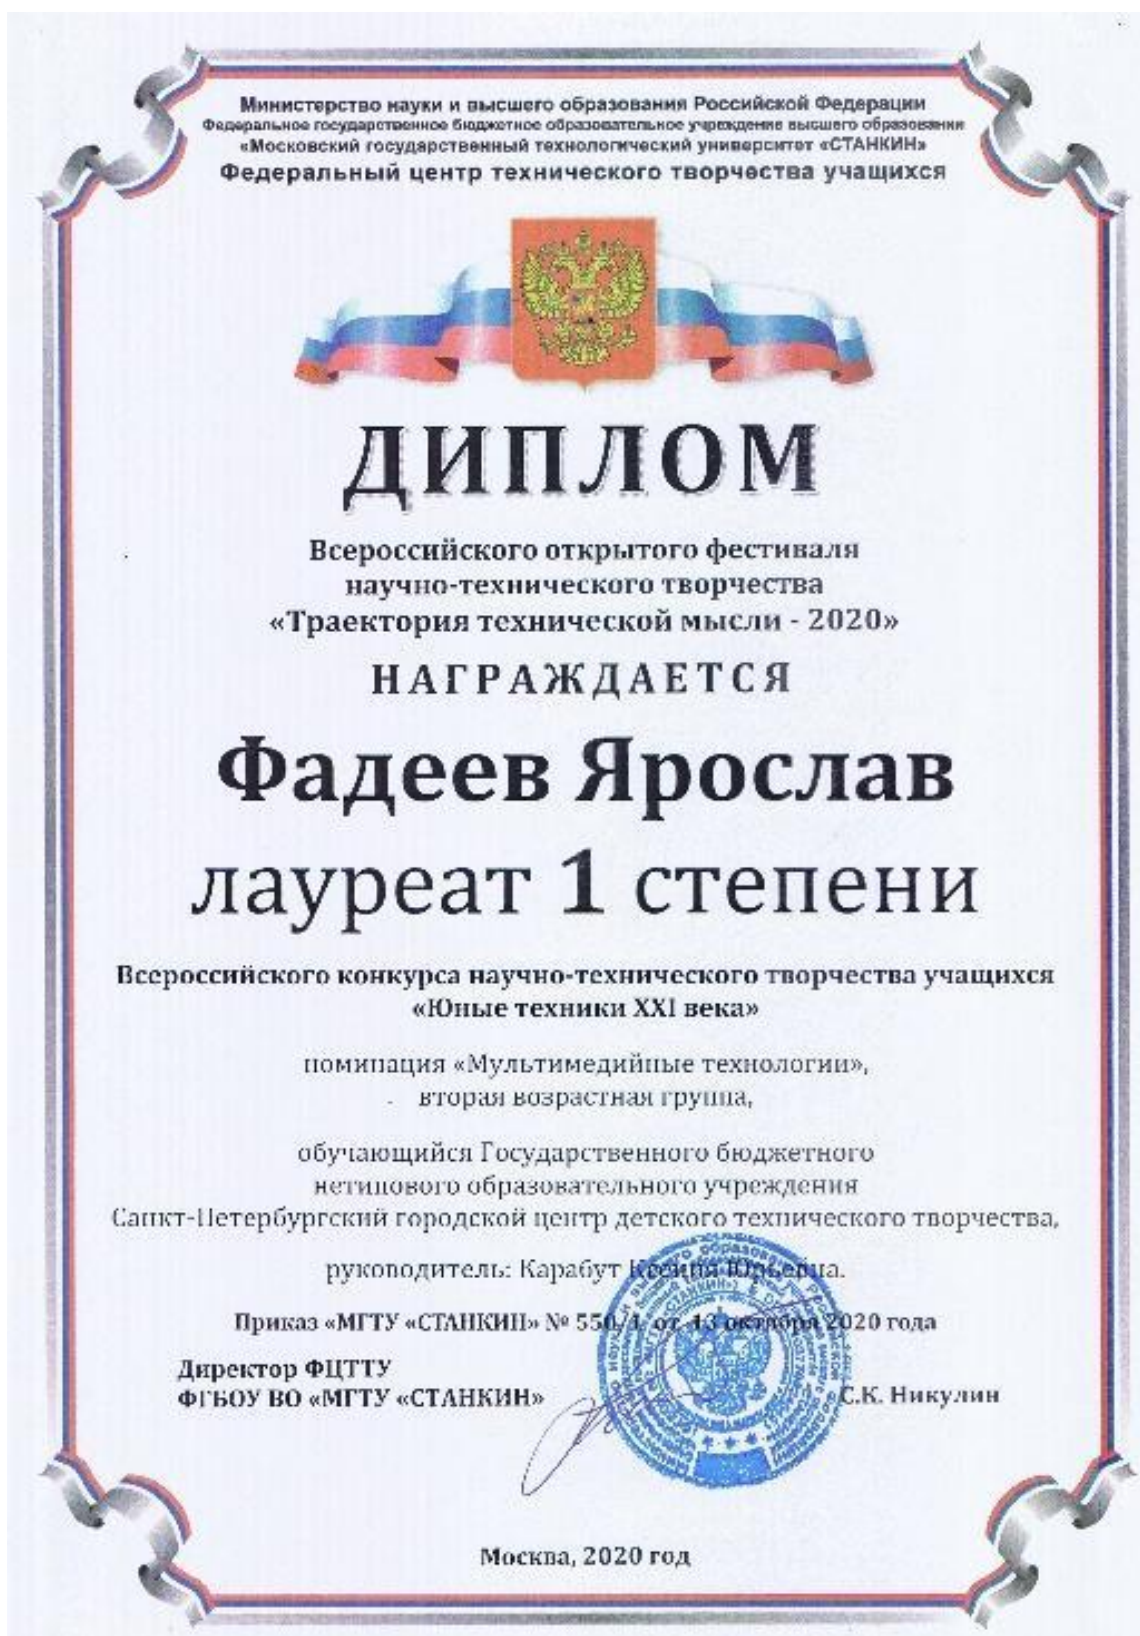 Министерство науки и высшего образования Российской Федерации
Федеральное государственное бюджетное образовательное учреждение высшего образования
«Московский государственный технологический университет «СТАНКИН»
Федеральный центр технического творчества учащихся
ДИПЛОМ
Всероссийского открытого фестиваля
научно-технического творчества
«Траектория технической мысли - 2020»
НАГРАЖДАЕТСЯ
Фадеев Ярослав
лауреат 1 степени
Всероссийского конкурса научно-технического творчества учащихся
«Юные техники XXI века»
номинация «Мультимедийные технологии»,
вторая возрастная группа,
обучающийся Государственного бюджетного
нетипового образовательного учреждения
Санкт-Петербургский городской центр детского технического творчества,
руководитель: Карабут Ксения Юрьевна.
Приказ «МГТУ «СТАНКИН» № 550/1 от 13 октября 2020 года
Директор ФЦТТУ
ФГБОУ ВО «МГТУ «СТАНКИН»
С.К. Никулин
Москва, 2020 год